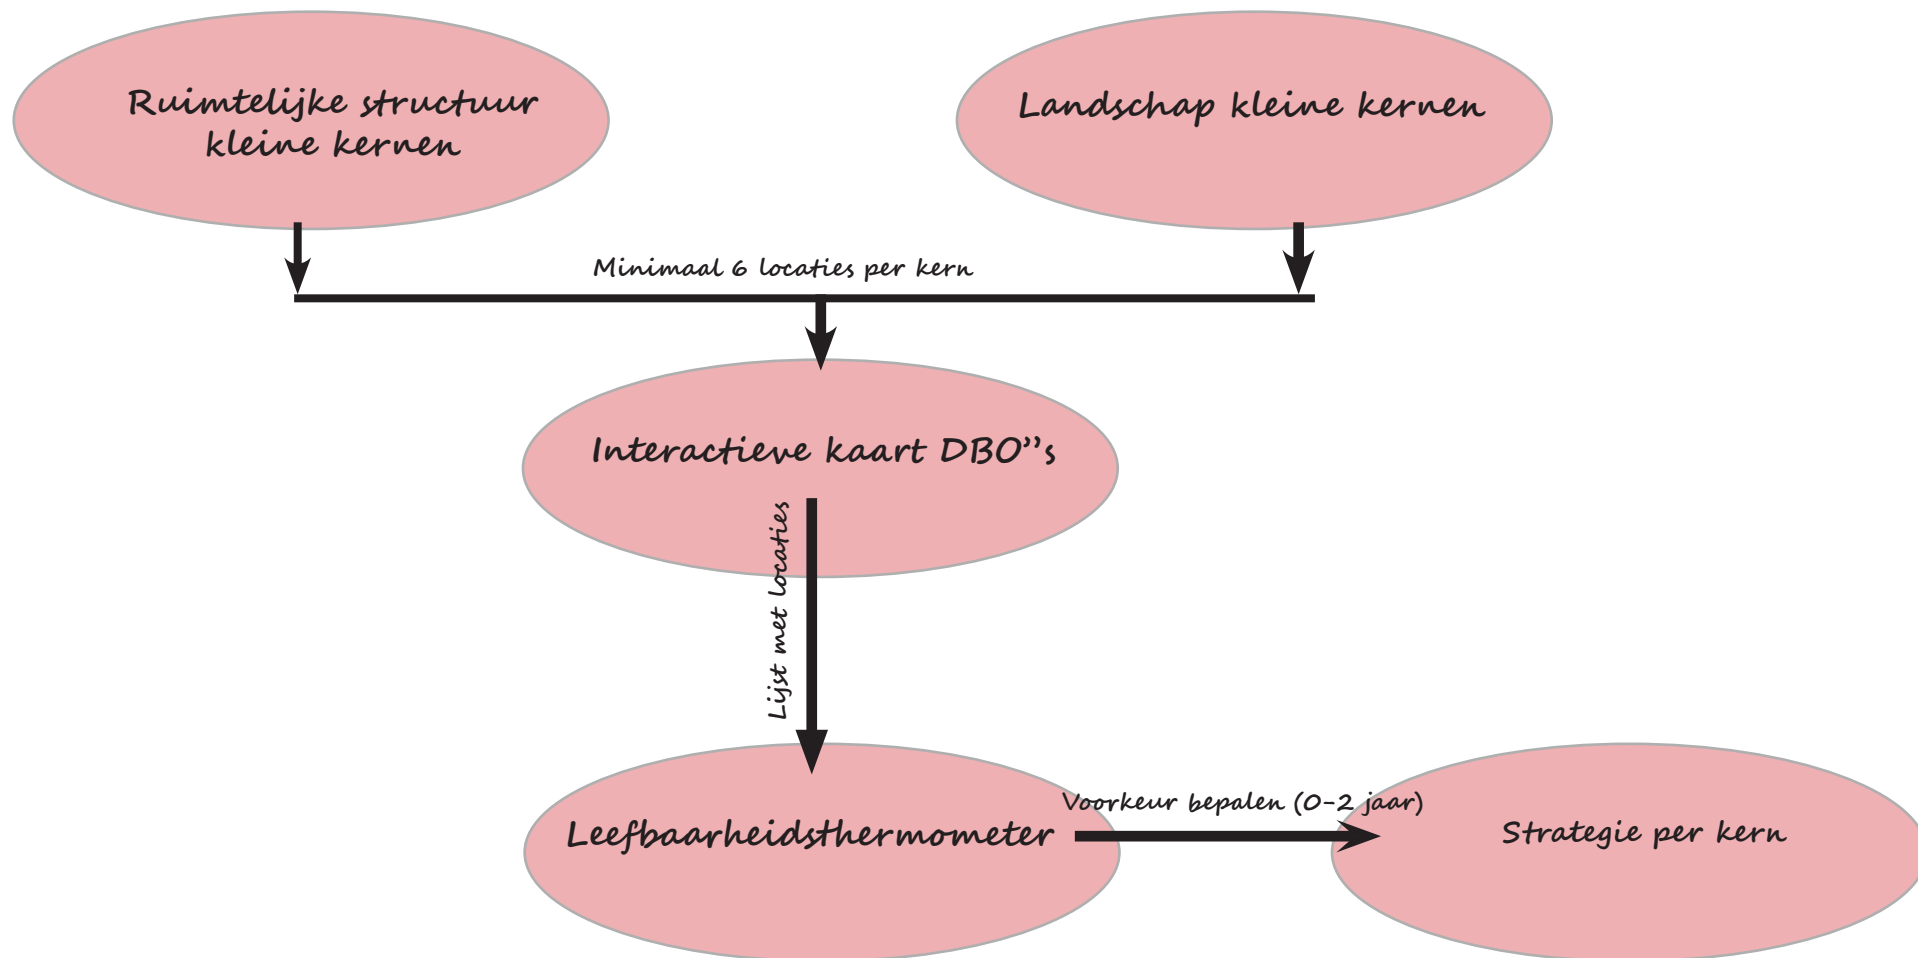 Ruimtelijke structuur
kleine kernen
Landschap kleine kernen
Minimaal 6 locaties per kern
Interactieve kaart DBO”s
Lijst met locaties
Voorkeur bepalen (0-2 jaar)
Leefbaarheidsthermometer
Strategie per kern